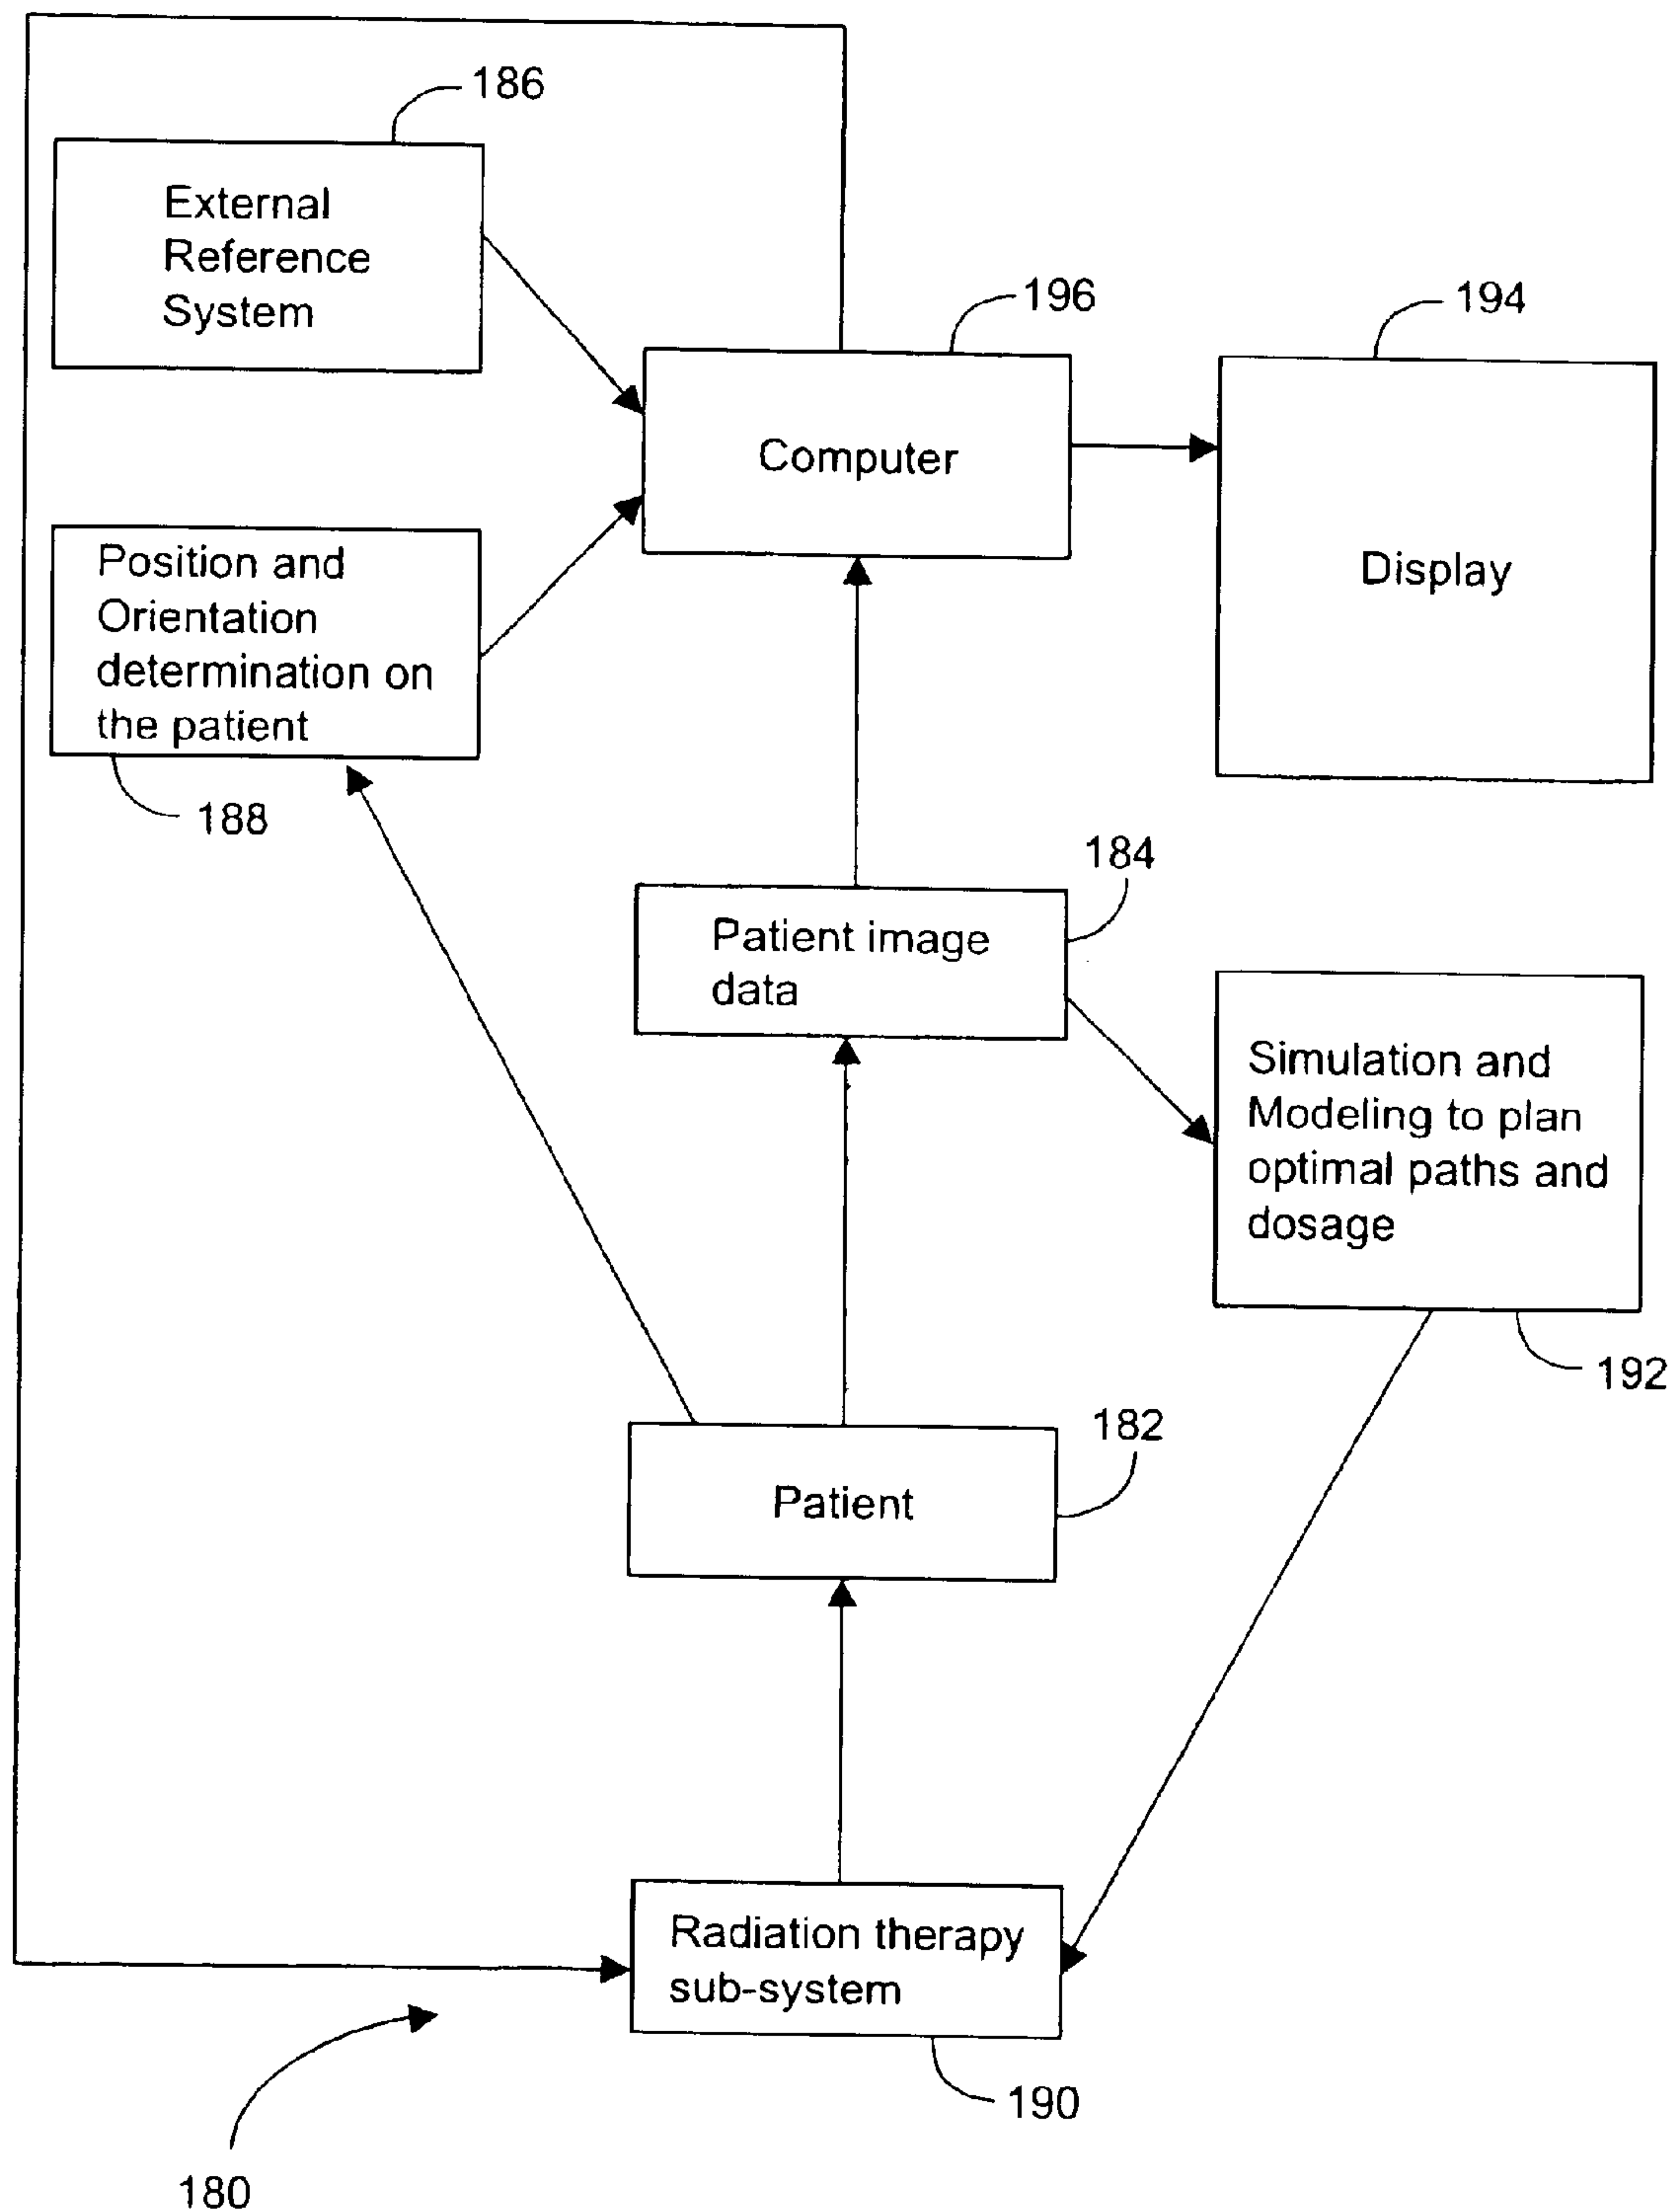 186
External
Reference
System
196
194
Computer
Display
Position and
Orientation
determination on
the patient
188
184
Patient image
data
Simulation and
Modeling to plan
optimal paths and
dosage
192
182
Patient
Radiation therapy
sub-system
190
180